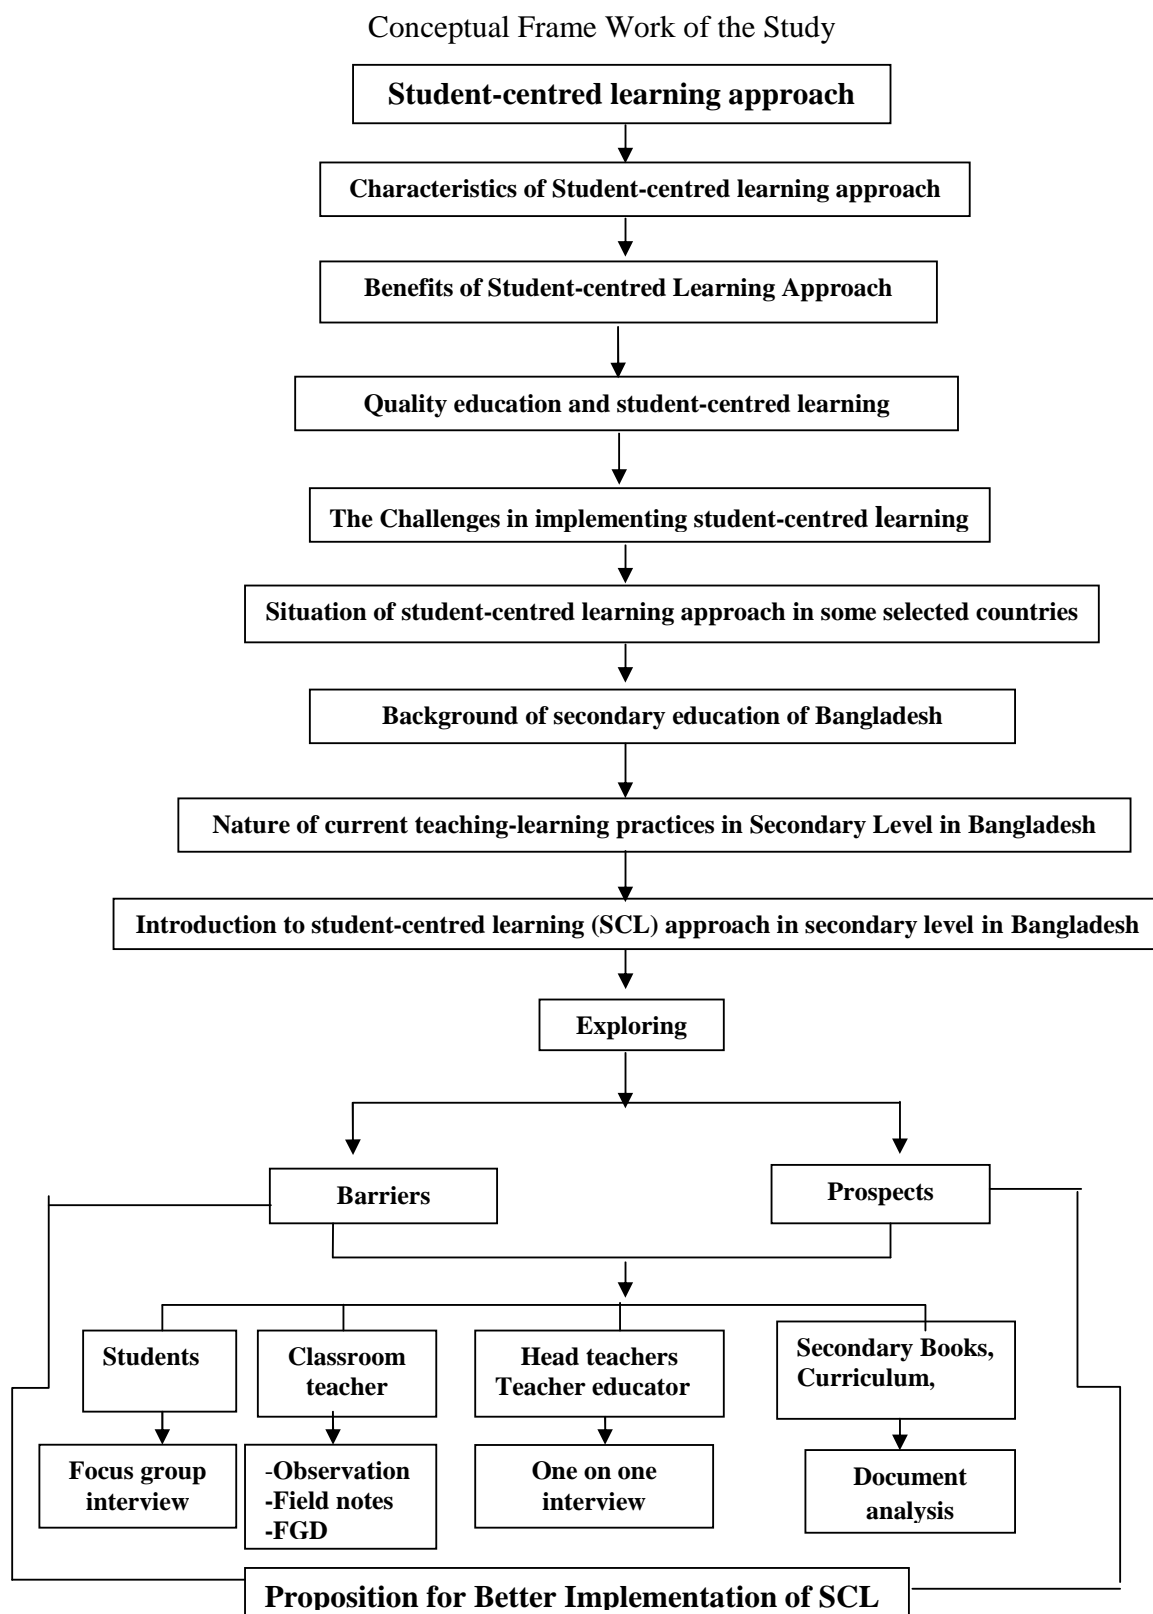 Conceptual Frame Work of the Study
Student-centred learning approach
Characteristics of Student-centred learning approach
Benefits of Student-centred Learning Approach
Quality education and student-centred learning
The Challenges in implementing student-centred learning
Situation of student-centred learning approach in some selected countries
Background of secondary education of Bangladesh
Nature of current teaching-learning practices in Secondary Level in Bangladesh
Introduction to student-centred learning (SCL) approach in secondary level in Bangladesh
Exploring
Barriers
Prospects
Students
Classroom
teacher
Head teachers
Teacher educator
Secondary Books,
Curriculum,
Focus group
interview
-Observation
-Field notes
-FGD
One on one
interview
Document
analysis
Proposition for Better Implementation of SCL